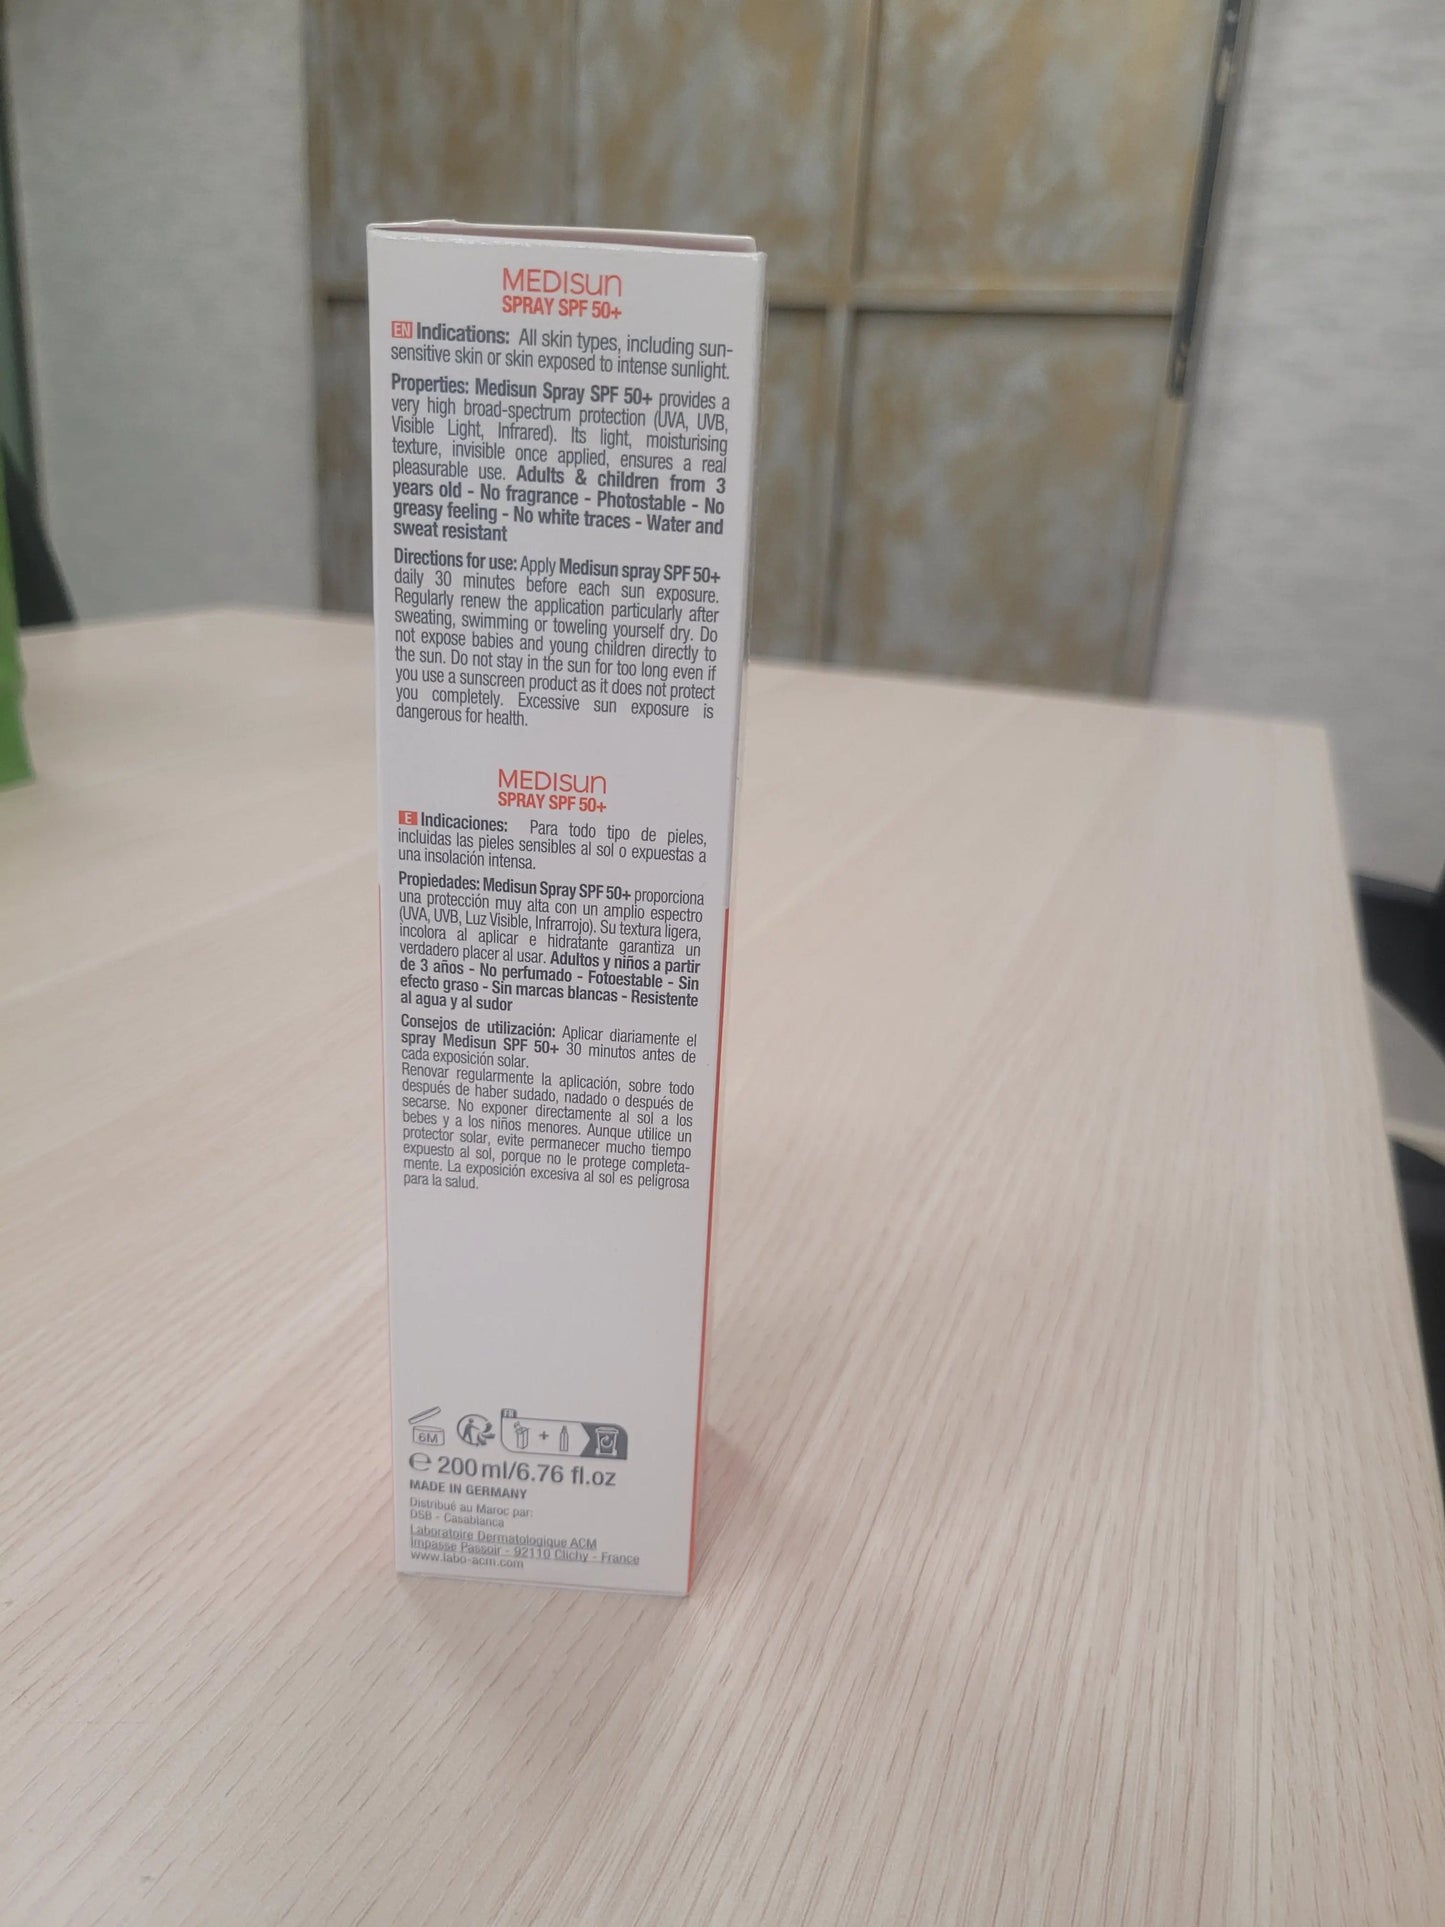 MEDISun
SPRAY SPF 50+
EN Indications: All skin types, including sun-
sensitive skin or skin exposed to intense sunlight.
Properties: Medisun Spray SPF 50+ provides a
very high broad-spectrum protection (UVA, UVB,
Visible Light, Infrared). Its light, moisturising
texture, invisible once applied, ensures a real
pleasurable use. Adults & children from 3
years old - No fragrance - Photostable - No
greasy feeling - No white traces - Water and
sweat resistant
Directions for use: Apply Medisun spray SPF 50+
daily 30 minutes before each sun exposure.
Regularly renew the application particularly after
sweating, swimming or toweling yourself dry. Do
not expose babies and young children directly to
the sun. Do not stay in the sun for too long even if
you use a sunscreen product as it does not protect
you completely. Excessive sun exposure is
dangerous for health.
MEDISun
SPRAY SPF 50+
E Indicaciones: Para todo tipo de pieles,
incluidas las pieles sensibles al sol o expuestas a
una insolación intensa.
Propiedades: Medisun Spray SPF 50+ proporciona
una protección muy alta con un amplio espectro
(UVA, UVB, Luz Visible, Infrarrojo). Su textura ligera,
incolora al aplicar e hidratante garantiza un
verdadero placer al usar. Adultos y niños a partir
de 3 años - No perfumado - Fotoestable - Sin
efecto graso - Sin marcas blancas - Resistente
al agua y al sudor
Consejos de utilización: Aplicar diariamente el
spray Medisun SPF 50+ 30 minutos antes de
cada exposición solar.
Renovar regularmente la aplicación, sobre todo
después de haber sudado, nadado o después de
secarse. No exponer directamente al sol a los
bebes y a los niños menores. Aunque utilice un
protector solar, evite permanecer mucho tiempo
expuesto al sol, porque no le protege completa-
mente. La exposición excesiva al sol es peligrosa
para la salud.
6M FR +
℮ 200 ml/6.76 fl.oz
MADE IN GERMANY
Distribué au Maroc par:
DSB - Casablanca
Laboratoire Dermatologique ACM
Impasse Passoir - 92110 Clichy - France
www.labo-acm.com